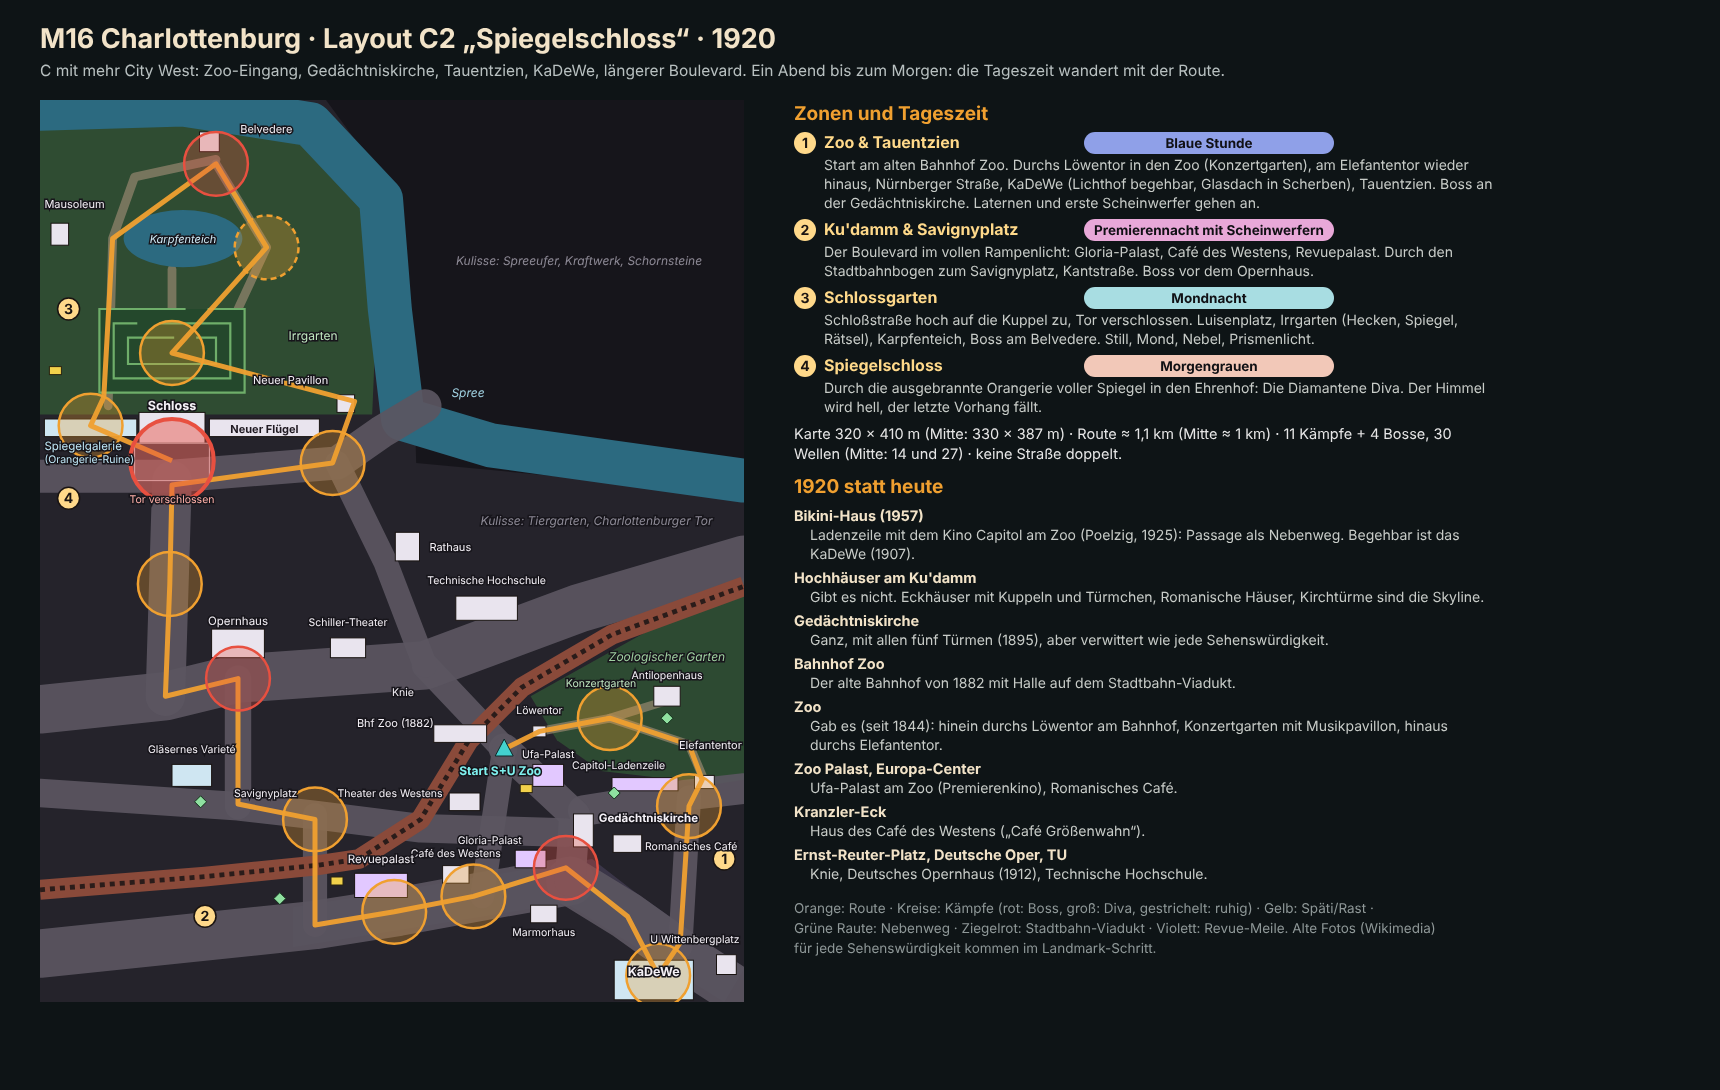 M16 Charlottenburg · Layout C2 „Spiegelschloss“ · 1920
C mit mehr City West: Zoo-Eingang, Gedächtniskirche, Tauentzien, KaDeWe, längerer Boulevard. Ein Abend bis zum Morgen: die Tageszeit wandert mit der Route.
Belvedere
Mausoleum
Karpfenteich
Kulisse: Spreeufer, Kraftwerk, Schornsteine
3
Irrgarten
Neuer Pavillon
Spree
Schloss
Neuer Flügel
Spiegelgalerie
(Orangerie-Ruine)
4
Tor verschlossen
Kulisse: Tiergarten, Charlottenburger Tor
Rathaus
Technische Hochschule
Opernhaus
Schiller-Theater
Zoologischer Garten
Antilopenhaus
Konzertgarten
Knie
Löwentor
Bhf Zoo (1882)
Elefantentor
Gläsernes Varieté
Ufa-Palast
Capitol-Ladenzeile
Start S+U Zoo
Savignyplatz
Theater des Westens
Gedächtniskirche
Gloria-Palast
Romanisches Café
Café des Westens
Revuepalast
1
2
Marmorhaus
U Wittenbergplatz
KaDeWe
Zonen und Tageszeit
1 Zoo & Tauentzien Blaue Stunde
Start am alten Bahnhof Zoo. Durchs Löwentor in den Zoo (Konzertgarten), am Elefantentor wieder
hinaus, Nürnberger Straße, KaDeWe (Lichthof begehbar, Glasdach in Scherben), Tauentzien. Boss an
der Gedächtniskirche. Laternen und erste Scheinwerfer gehen an.
2 Ku'damm & Savignyplatz Premierennacht mit Scheinwerfern
Der Boulevard im vollen Rampenlicht: Gloria-Palast, Café des Westens, Revuepalast. Durch den
Stadtbahnbogen zum Savignyplatz, Kantstraße. Boss vor dem Opernhaus.
3 Schlossgarten Mondnacht
Schloßstraße hoch auf die Kuppel zu, Tor verschlossen. Luisenplatz, Irrgarten (Hecken, Spiegel,
Rätsel), Karpfenteich, Boss am Belvedere. Still, Mond, Nebel, Prismenlicht.
4 Spiegelschloss Morgengrauen
Durch die ausgebrannte Orangerie voller Spiegel in den Ehrenhof: Die Diamantene Diva. Der Himmel
wird hell, der letzte Vorhang fällt.
Karte 320 × 410 m (Mitte: 330 × 387 m) · Route ≈ 1,1 km (Mitte ≈ 1 km) · 11 Kämpfe + 4 Bosse, 30
Wellen (Mitte: 14 und 27) · keine Straße doppelt.
1920 statt heute
Bikini-Haus (1957)
Ladenzeile mit dem Kino Capitol am Zoo (Poelzig, 1925): Passage als Nebenweg. Begehbar ist das
KaDeWe (1907).
Hochhäuser am Ku'damm
Gibt es nicht. Eckhäuser mit Kuppeln und Türmchen, Romanische Häuser, Kirchtürme sind die Skyline.
Gedächtniskirche
Ganz, mit allen fünf Türmen (1895), aber verwittert wie jede Sehenswürdigkeit.
Bahnhof Zoo
Der alte Bahnhof von 1882 mit Halle auf dem Stadtbahn-Viadukt.
Zoo
Gab es (seit 1844): hinein durchs Löwentor am Bahnhof, Konzertgarten mit Musikpavillon, hinaus
durchs Elefantentor.
Zoo Palast, Europa-Center
Ufa-Palast am Zoo (Premierenkino), Romanisches Café.
Kranzler-Eck
Haus des Café des Westens („Café Größenwahn“).
Ernst-Reuter-Platz, Deutsche Oper, TU
Knie, Deutsches Opernhaus (1912), Technische Hochschule.
Orange: Route · Kreise: Kämpfe (rot: Boss, groß: Diva, gestrichelt: ruhig) · Gelb: Späti/Rast ·
Grüne Raute: Nebenweg · Ziegelrot: Stadtbahn-Viadukt · Violett: Revue-Meile. Alte Fotos (Wikimedia)
für jede Sehenswürdigkeit kommen im Landmark-Schritt.